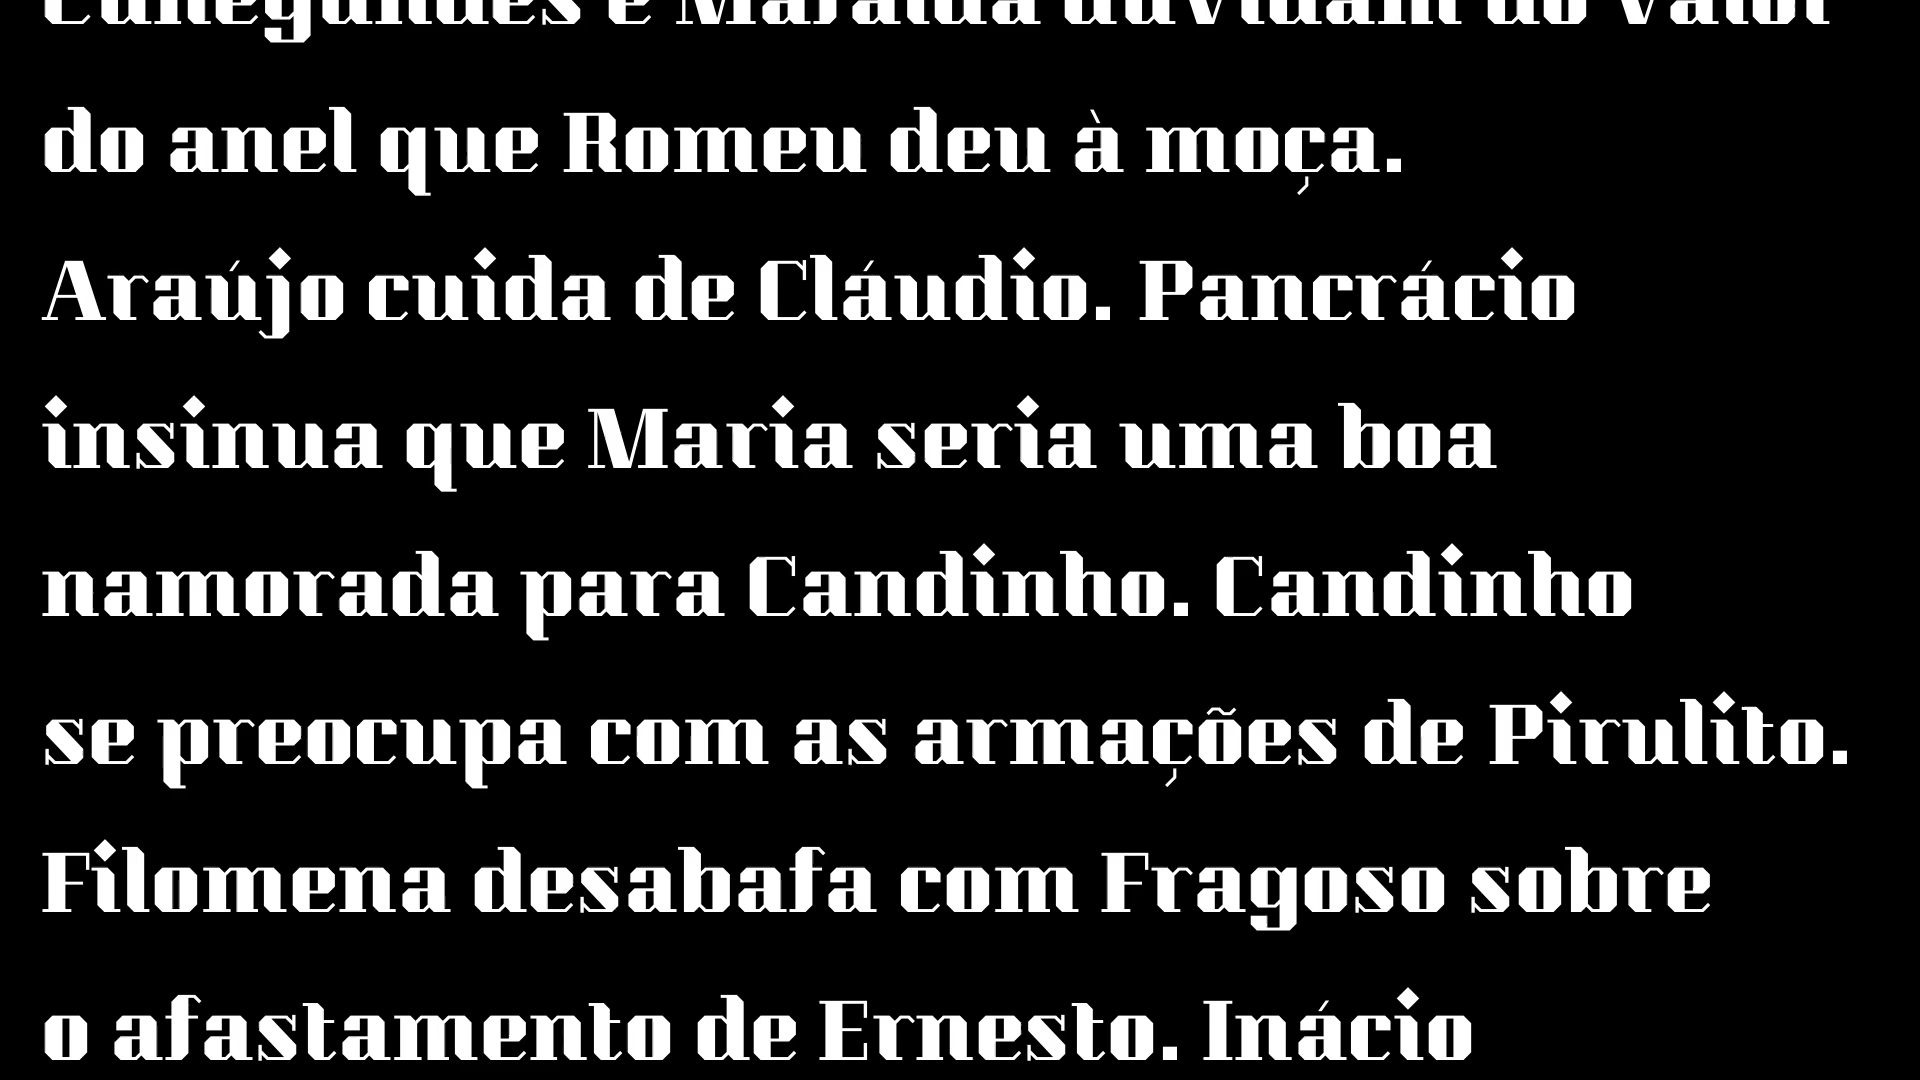 Cunegundes e Mafalda duvidam do valor
do anel que Romeu deu à moça.
Araújo cuida de Cláudio. Pancrácio
insinua que Maria seria uma boa
namorada para Candinho. Candinho
se preocupa com as armações de Pirulito.
Filomena desabafa com Fragoso sobre
o afastamento de Ernesto. Inácio